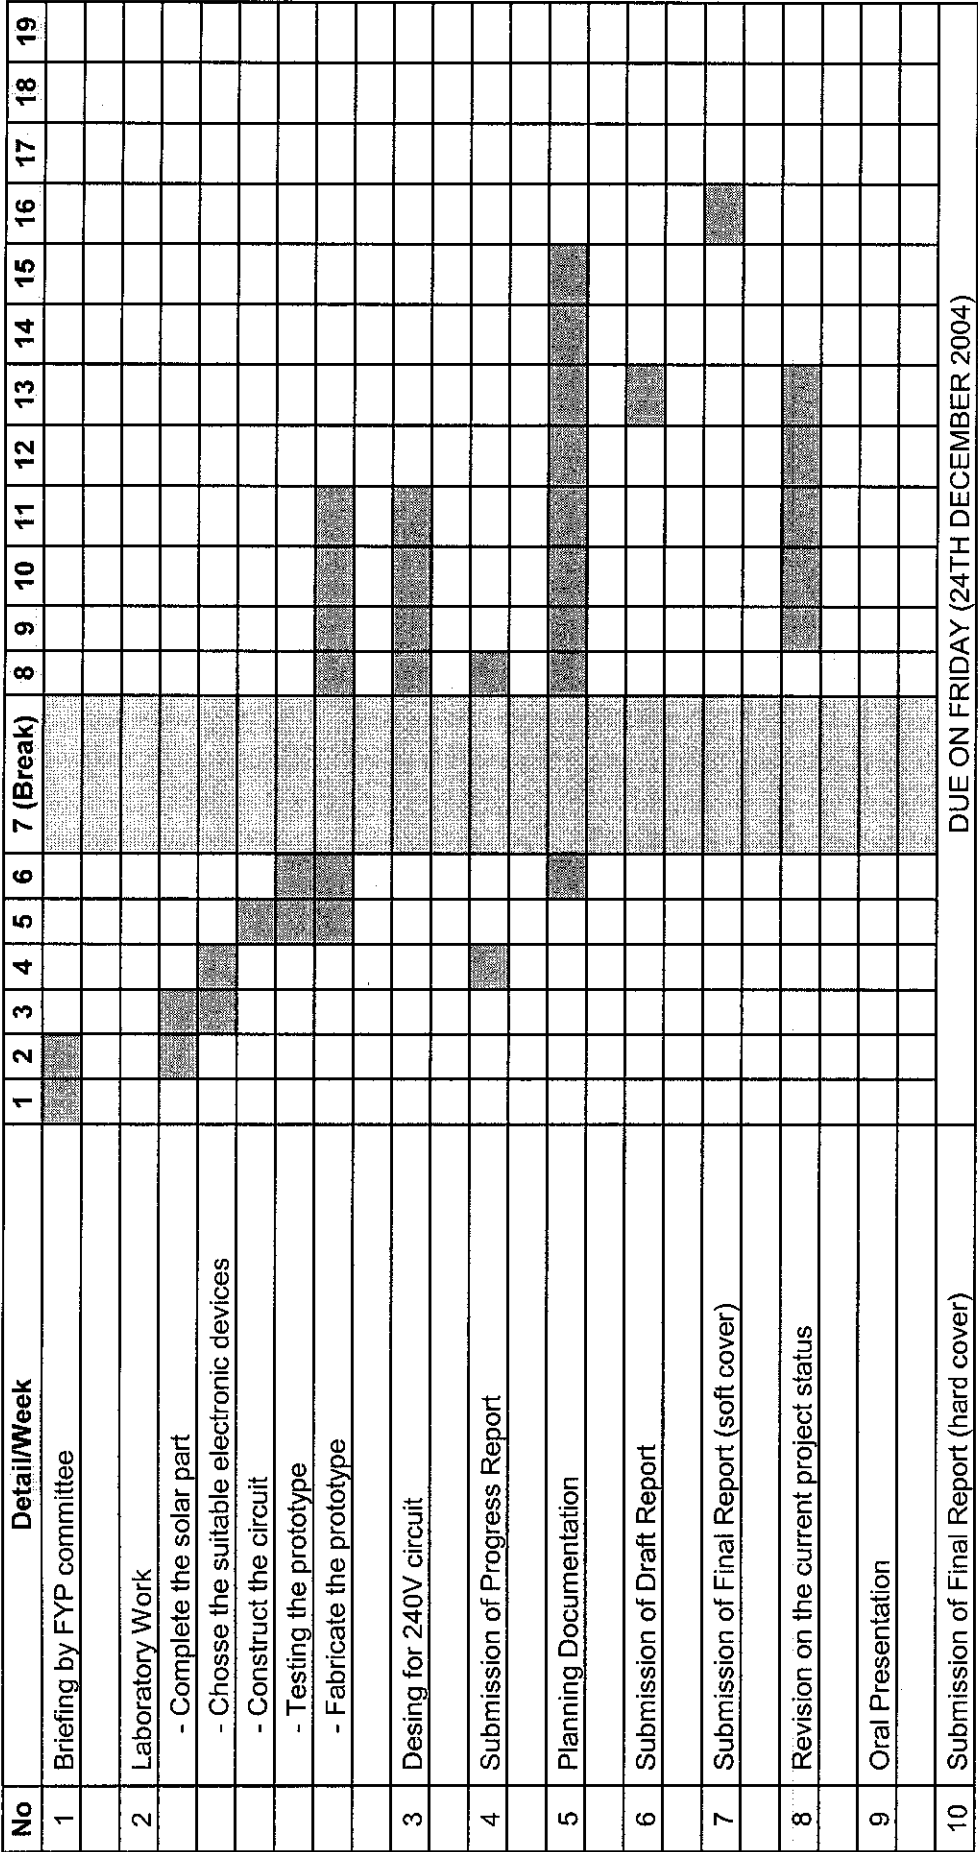 No Detail/Week 1 2 3 4 5 6 7 (Break) 8 9 10 11 12 13 14 15 16 17 18 19
1 Briefing by FYP committee
2 Laboratory Work
- Complete the solar part
- Chosse the suitable electronic devices
- Construct the circuit
- Testing the prototype
- Fabricate the prototype
3 Desing for 240V circuit
4 Submission of Progress Report
5 Planning Documentation
6 Submission of Draft Report
7 Submission of Final Report (soft cover)
8 Revision on the current project status
9 Oral Presentation
10 Submission of Final Report (hard cover) DUE ON FRIDAY (24TH DECEMBER 2004)